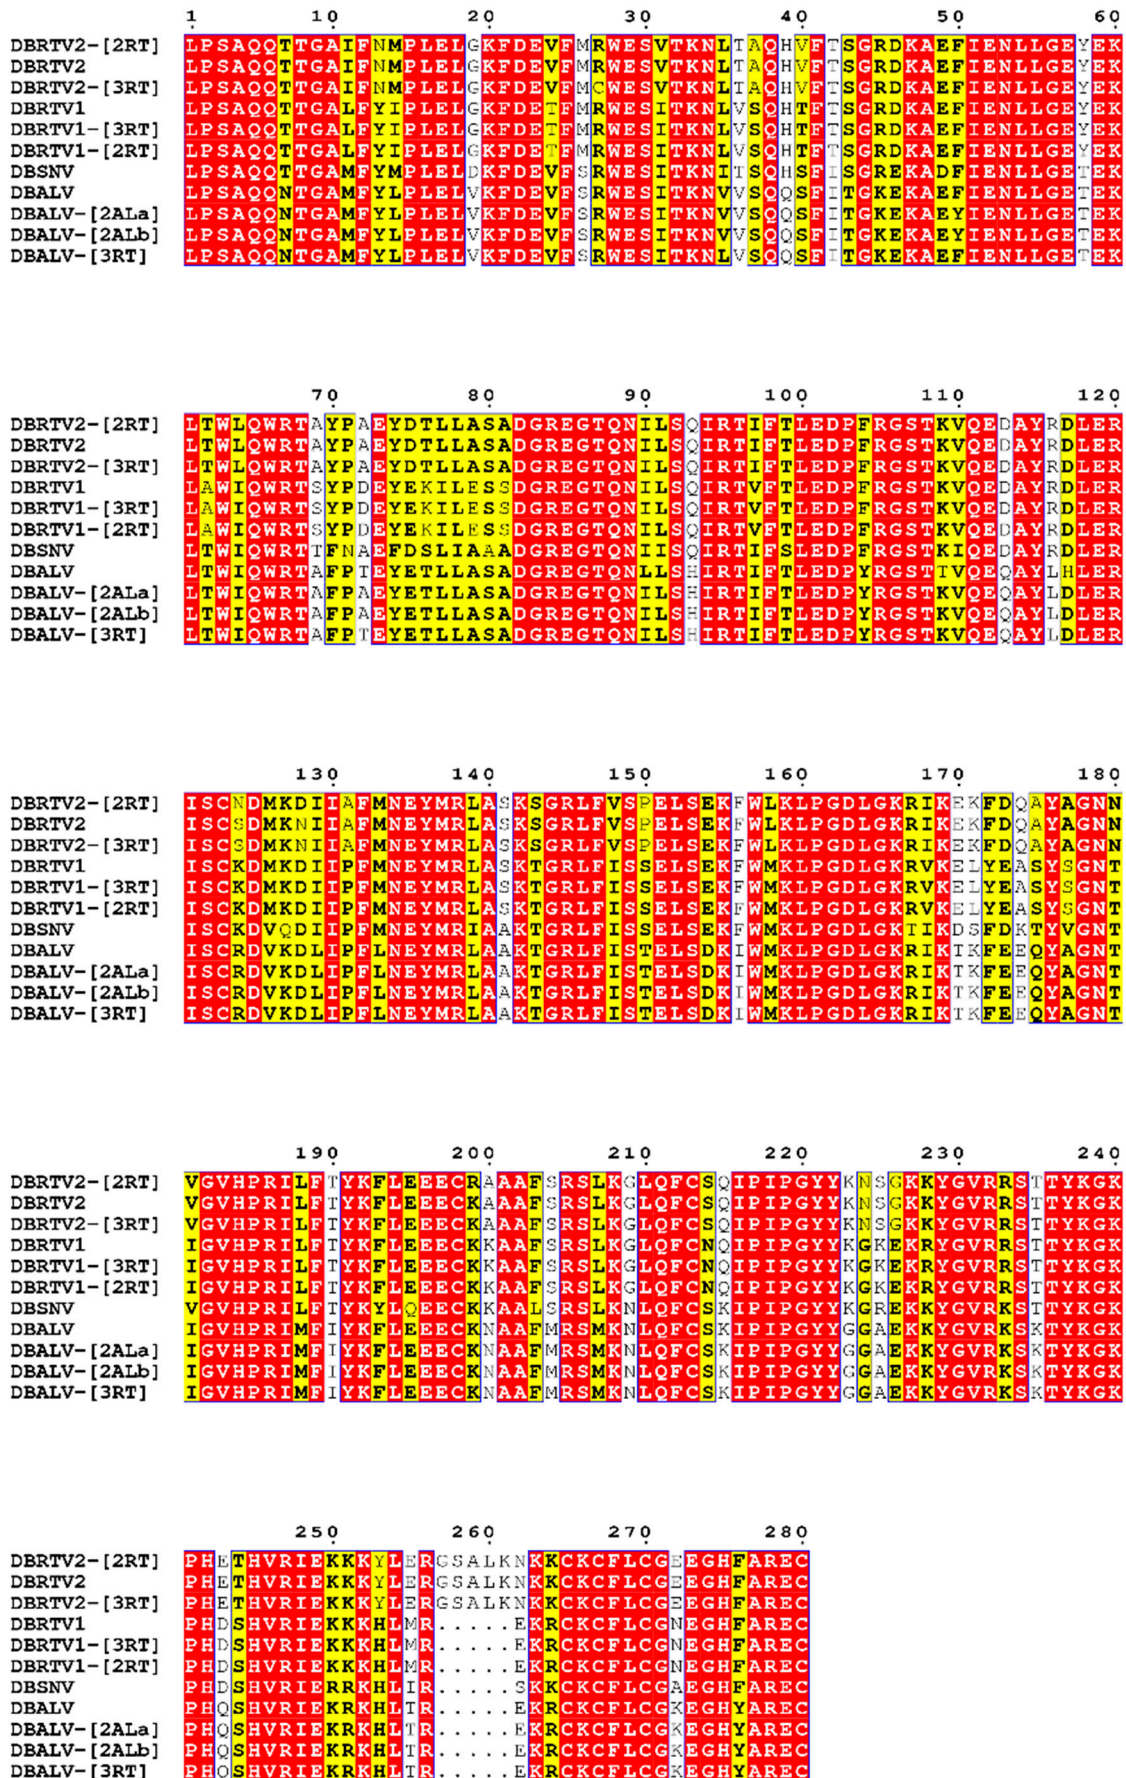 1 10 20 30 40 50 60
DBRTV2-[2RT] LPSAQQTTGAIFNMPLELGKFDEVFMRWESVTKNLTAQHVFTSGRDKAEFIENLLGEYEK
DBRTV2 LPSAQQTTGAIFNMPLELGKFDEVFMRWESVTKNLTAQHVFTSGRDKAEFIENLLGEYEK
DBRTV2-[3RT] LPSAQQTTGAIFNMPLELGKFDEVFMCWESVTKNLTAQHVFTSGRDKAEFIENLLGEYEK
DBRTV1 LPSAQQTTGALFYIPLELGKFDETFMRWESITKNLVSQHTFTSGRDKAEFIENLLGEYEK
DBRTV1-[3RT] LPSAQQTTGALFYIPLELGKFDETFMRWESITKNLVSQHTFTSGRDKAEFIENLLGEYEK
DBRTV1-[2RT] LPSAQQTTGALFYIPLELGKFDETFMRWESITKNLVSQHTFTSGRDKAEFIENLLGEYEK
DBSNV LPSAQQTTGAMFYMPLELDKFDEVFSRWESITKNITSQHSFISGREKADFIENLLGETEK
DBALV LPSAQQNTGAMFYLPLELVKFDEVFSRWESITKNLVSQQSFITGKEKAEFIENLLGETEK
DBALV-[2ALa] LPSAQQNTGAMFYLPLELVKFDEVFSRWESITKNVVSQQSFITGKEKAEYIENLLGETEK
DBALV-[2ALb] LPSAQQNTGAMFYLPLELVKFDEVFSRWESITKNVVSQQSFITGKEKAEFIENLLGETEK
DBALV-[3RT] LPSAQQNTGAMFYLPLELVKFDEVFSRWESITKNLVSQQSFITGKEKAEFIENLLGETEK
70 80 90 100 110 120
DBRTV2-[2RT] LTWLQWRTAYPAEYDTLLASADGREGTQNILSQIRTIFTLEDPFRGSTKVQEDAYRDLER
DBRTV2 LTWLQWRTAYPAEYDTLLASADGREGTQNILSQIRTIFTLEDPFRGSTKVQEDAYRDLER
DBRTV2-[3RT] LTWLQWRTAYPAEYDTLLASADGREGTQNILSQIRTIFTLEDPFRGSTKVQEDAYRDLER
DBRTV1 LAWIQWRTSYPDEYEKILESSDGREGTQNILSQIRTVFTLEDPFRGSTKVQEDAYRDLER
DBRTV1-[3RT] LAWIQWRTSYPDEYEKILESSDGREGTQNILSQIRTVFTLEDPFRGSTKVQEDAYRDLER
DBRTV1-[2RT] LAWIQWRTSYPDEYEKILESSDGREGTQNILSQIRTVFTLEDPFRGSTKVQEDAYRDLER
DBSNV LTWIQWRTTFNAEFDSLIAAADGREGTQNIISQIRTIFSLEDPFRGSTKIQEDAYRDLER
DBALV LTWIQWRTAFPTEYETLLASADGREGTQNLLSHIRTIFTLEDPYRGSTTVQEQAYLHLER
DBALV-[2ALa] LTWIQWRTAFPAEYETLLASADGREGTQNILSHIRTIFTLEDPYRGSTKVQEQAYLDLER
DBALV-[2ALb] LTWIQWRTAFPAEYETLLASADGREGTQNILSHIRTIFTLEDPYRGSTKVQEQAYLDLER
DBALV-[3RT] LTWIQWRTAFPTEYETLLASADGREGTQNILSHIRTIFTLEDPYRGSTKVQEQAYLDLER
130 140 150 160 170 180
DBRTV2-[2RT] ISCNDMKDIIAFMNEYMRLASKSGRLFVSPELSEKFWLKLPGDLGKRIKEKFDQAYAGNN
DBRTV2 ISCSDMKNIIAFMNEYMRLASKSGRLFVSPELSEKFWLKLPGDLGKRIKEKFDQAYAGNN
DBRTV2-[3RT] ISCSDMKNIIAFMNEYMRLASKSGRLFVSPELSEKFWLKLPGDLGKRIKEKFDQAYAGNN
DBRTV1 ISCKDMKDIIPFMNEYMRLASKTGRLFISSELSEKFWMKLPGDLGKRVKELYEASYSGNT
DBRTV1-[3RT] ISCKDMKDIIPFMNEYMRLASKTGRLFISSELSEKFWMKLPGDLGKRVKELYEASYSGNT
DBRTV1-[2RT] ISCKDMKDIIPFMNEYMRLASKTGRLFISSELSEKFWMKLPGDLGKRVKELYEASYSGNT
DBSNV ISCRDVQDIIPFMNEYMRIAAKTGRLFISSELSEKFWMKLPGDLGKTIKDSFDKTYVGNT
DBALV ISCRDVKDLIPFLNEYMRLAAKTGRLFISTELSDKIWMKLPGDLGKRIKTKFEEQYAGNT
DBALV-[2ALa] ISCRDVKDLIPFLNEYMRLAAKTGRLFISTELSDKIWMKLPGDLGKRIKTKFEEQYAGNT
DBALV-[2ALb] ISCRDVKDLIPFLNEYMRLAAKTGRLFISTELSDKIWMKLPGDLGKRIKTKFEEQYAGNT
DBALV-[3RT] ISCRDVKDLIPFLNEYMRLAAKTGRLFISTELSDKIWMKLPGDLGKRIKTKFEEQYAGNT
190 200 210 220 230 240
DBRTV2-[2RT] VGVHPRILFTYKFLEEECRAAAFSRSLKGLQFCSQIPIPGYYKNSGKKYGVRRSTTYKGK
DBRTV2 VGVHPRILFTYKFLEEECKAAAFSRSLKGLQFCSQIPIPGYYKNSGKKYGVRRSTTYKGK
DBRTV2-[3RT] VGVHPRILFTYKFLEEECKAAAFSRSLKGLQFCSQIPIPGYYKNSGKKYGVRRSTTYKGK
DBRTV1 IGVHPRILFTYKFLEEECKKAAFSRSLKGLQFCNQIPIPGYYKGKEKRYGVRRSTTYKGK
DBRTV1-[3RT] IGVHPRILFTYKFLEEECKKAAFSRSLKGLQFCNQIPIPGYYKGKEKRYGVRRSTTYKGK
DBRTV1-[2RT] IGVHPRILFTYKFLEEECKKAAFSRSLKGLQFCNQIPIPGYYKGKEKRYGVRRSTTYKGK
DBSNV VGVHPRILFTYKYLQEECKKAALSRSLKNLQFCSKIPIPGYYKGREKKYGVRKSTTYKGK
DBALV IGVHPRIMFIYKFLEEECKNAAFMRSMKNLQFCSKIPIPGYYGGAEKKYGVRKSKTYKGK
DBALV-[2ALa] IGVHPRIMFIYKFLEEECKNAAFMRSMKNLQFCSKIPIPGYYGGAEKKYGVRKSKTYKGK
DBALV-[2ALb] IGVHPRIMFIYKFLEEECKNAAFMRSMKNLQFCSKIPIPGYYGGAEKKYGVRKSKTYKGK
DBALV-[3RT] IGVHPRIMFIYKFLEEECKNAAFMRSMKNLQFCSKIPIPGYYGGAEKKYGVRKSKTYKGK
250 260 270 280
DBRTV2-[2RT] PHETHVRIEKKKYLERGSALKNKKCKCFLCGEEGHFAREC
DBRTV2 PHETHVRIEKKKYLERGSALKNKKCKCFLCGEEGHFAREC
DBRTV2-[3RT] PHETHVRIEKKKYLERGSALKNKKCKCFLCGEEGHFAREC
DBRTV1 PHDSHVRIEKKKHLMR.....EKRCKCFLCGNEGHFAREC
DBRTV1-[3RT] PHDSHVRIEKKKHLMR.....EKRCKCFLCGNEGHFAREC
DBRTV1-[2RT] PHDSHVRIEKKKHLMR.....EKRCKCFLCGNEGHFAREC
DBSNV PHDSHVRIERRKHLIR.....SKKCKCFLCGAEGHFAREC
DBALV PHQSHVRIEKRKHLTR.....EKRCKCFLCGKEGHYAREC
DBALV-[2ALa] PHQSHVRIEKRKHLTR.....EKRCKCFLCGKEGHYAREC
DBALV-[2ALb] PHQSHVRIEKRKHLTR.....EKRCKCFLCGKEGHYAREC
DBALV-[3RT] PHQSHVRIEKRKHLTR.....EKRCKCFLCGKEGHYAREC